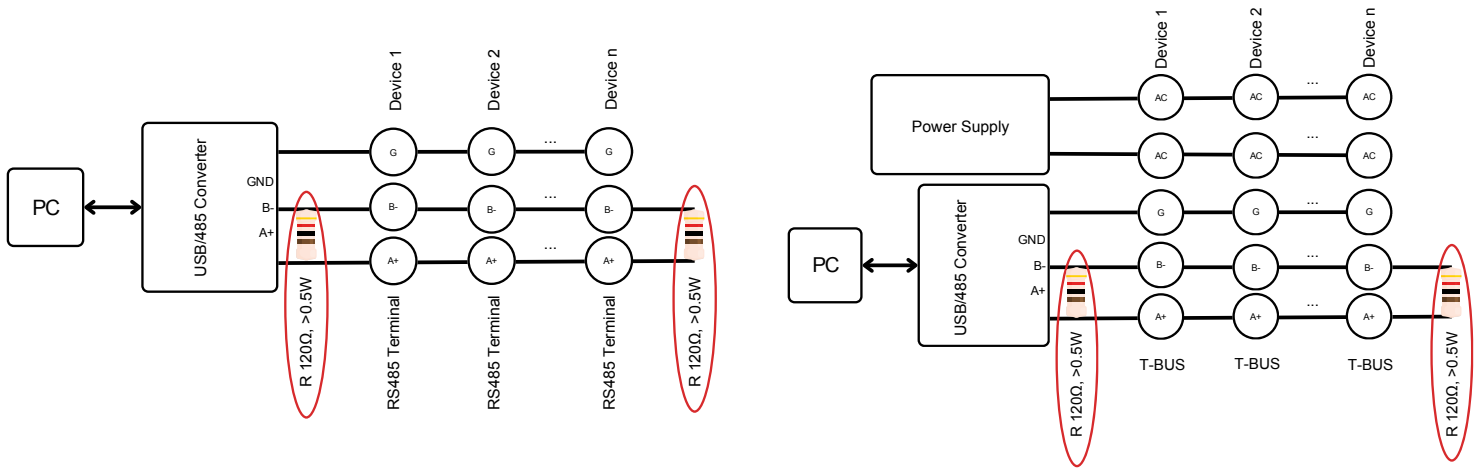 Device 1
Device 2
Device n
PC
USB/485 Converter
GND
B-
A+
G
G
...
G
B-
B-
...
B-
A+
A+
...
A+
R 120Ω, >0.5W
RS485 Terminal
RS485 Terminal
RS485 Terminal
R 120Ω, >0.5W
Device 1
Device 2
Device n
Power Supply
AC
AC
...
AC
AC
AC
...
AC
PC
USB/485 Converter
GND
B-
A+
G
G
...
G
B-
B-
...
B-
A+
A+
...
A+
R 120Ω, >0.5W
T-BUS
T-BUS
T-BUS
R 120Ω, >0.5W